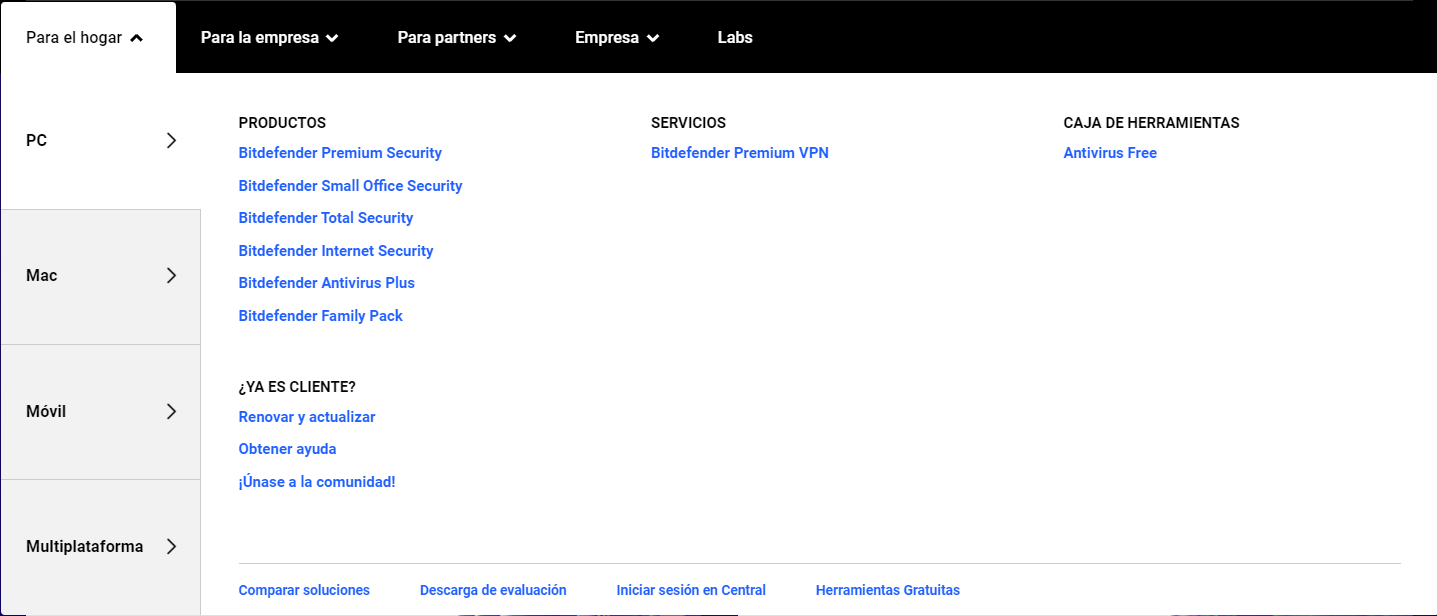 Para el hogar
Para la empresa
Para partners
Empresa
Labs
PC
Mac
Móvil
Multiplataforma
PRODUCTOS
Bitdefender Premium Security
Bitdefender Small Office Security
Bitdefender Total Security
Bitdefender Internet Security
Bitdefender Antivirus Plus
Bitdefender Family Pack
SERVICIOS
Bitdefender Premium VPN
CAJA DE HERRAMIENTAS
Antivirus Free
¿YA ES CLIENTE?
Renovar y actualizar
Obtener ayuda
¡Únase a la comunidad!
Comparar soluciones
Descarga de evaluación
Iniciar sesión en Central
Herramientas Gratuitas